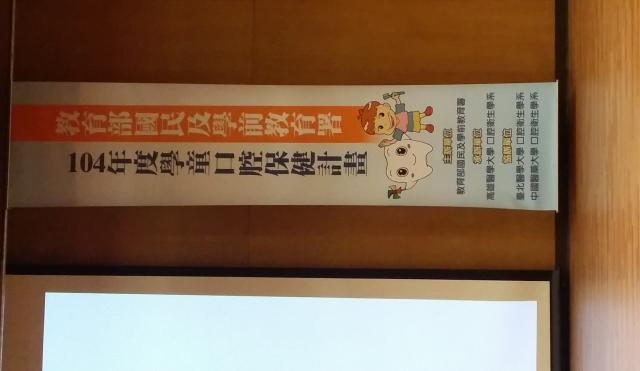 教育部國民及學前教育署
104年度學童口腔保健計畫
主辦單位
教育部國民及學前教育署
承辦單位
高雄醫學大學 口腔衛生學系
協辦單位
臺北醫學大學 口腔衛生學系
中國醫藥大學 口腔衛生學系